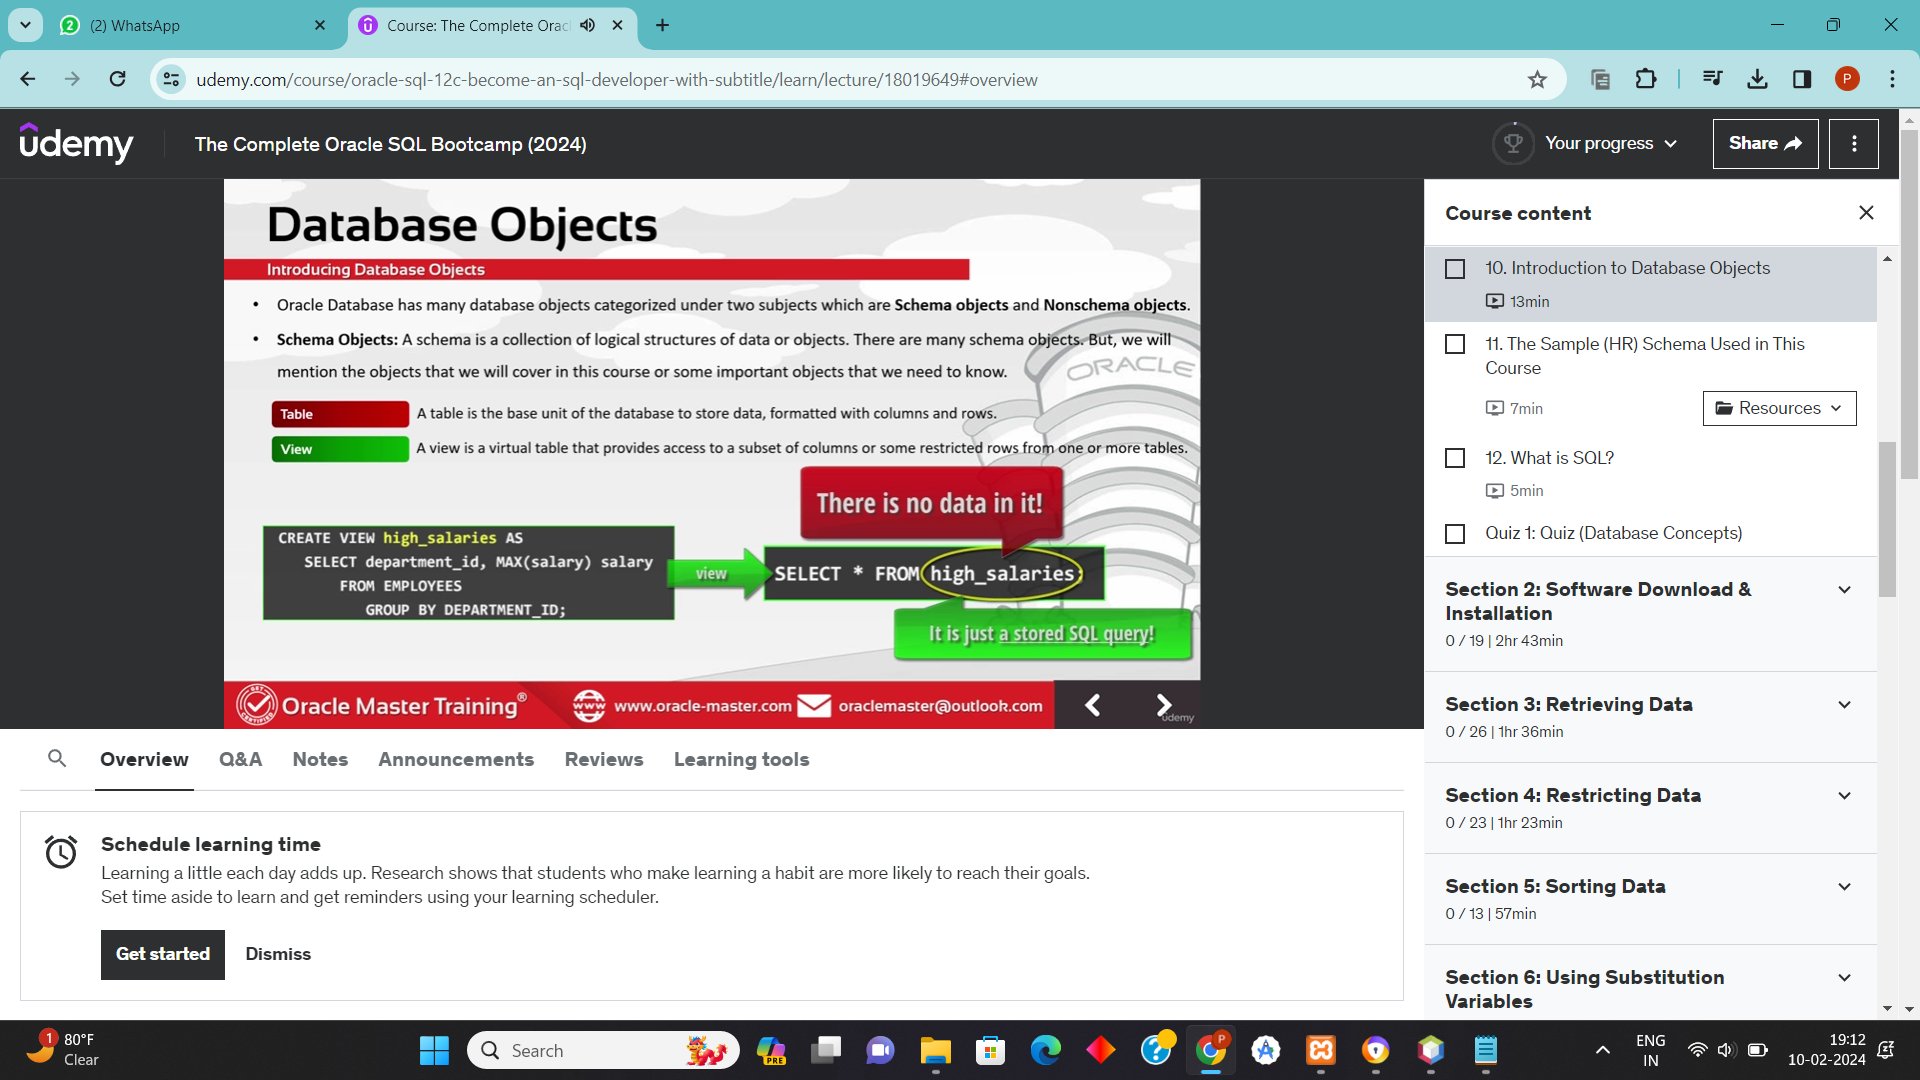 2
(2) WhatsApp
Course: The Complete Orac
udemy.com/course/oracle-sql-12c-become-an-sql-developer-with-subtitle/learn/lecture/18019649#overview
P
udemy
The Complete Oracle SQL Bootcamp (2024)
Your progress
Share
Database Objects
Introducing Database Objects
• Oracle Database has many database objects categorized under two subjects which are Schema objects and Nonschema objects.
• Schema Objects: A schema is a collection of logical structures of data or objects. There are many schema objects. But, we will
mention the objects that we will cover in this course or some important objects that we need to know.
Table
A table is the base unit of the database to store data, formatted with columns and rows.
View
A view is a virtual table that provides access to a subset of columns or some restricted rows from one or more tables.
ORACLE
There is no data in it!
CREATE VIEW high_salaries AS
SELECT department_id, MAX(salary) salary
FROM EMPLOYEES
GROUP BY DEPARTMENT_ID;
view
SELECT * FROM high_salaries;
It is just a stored SQL query!
Oracle Master Training®
www
www.oracle-master.com
oraclemaster@outlook.com
udemy
Course content
10. Introduction to Database Objects
13min
11. The Sample (HR) Schema Used in This
Course
7min
Resources
12. What is SQL?
5min
Quiz 1: Quiz (Database Concepts)
Section 2: Software Download &
Installation
0 / 19 | 2hr 43min
Section 3: Retrieving Data
0 / 26 | 1hr 36min
Section 4: Restricting Data
0 / 23 | 1hr 23min
Section 5: Sorting Data
0 / 13 | 57min
Section 6: Using Substitution
Variables
Overview
Q&A
Notes
Announcements
Reviews
Learning tools
Schedule learning time
Learning a little each day adds up. Research shows that students who make learning a habit are more likely to reach their goals.
Set time aside to learn and get reminders using your learning scheduler.
Get started
Dismiss
1
80°F
Clear
Search
PRE
P
ENG
IN
19:12
10-02-2024